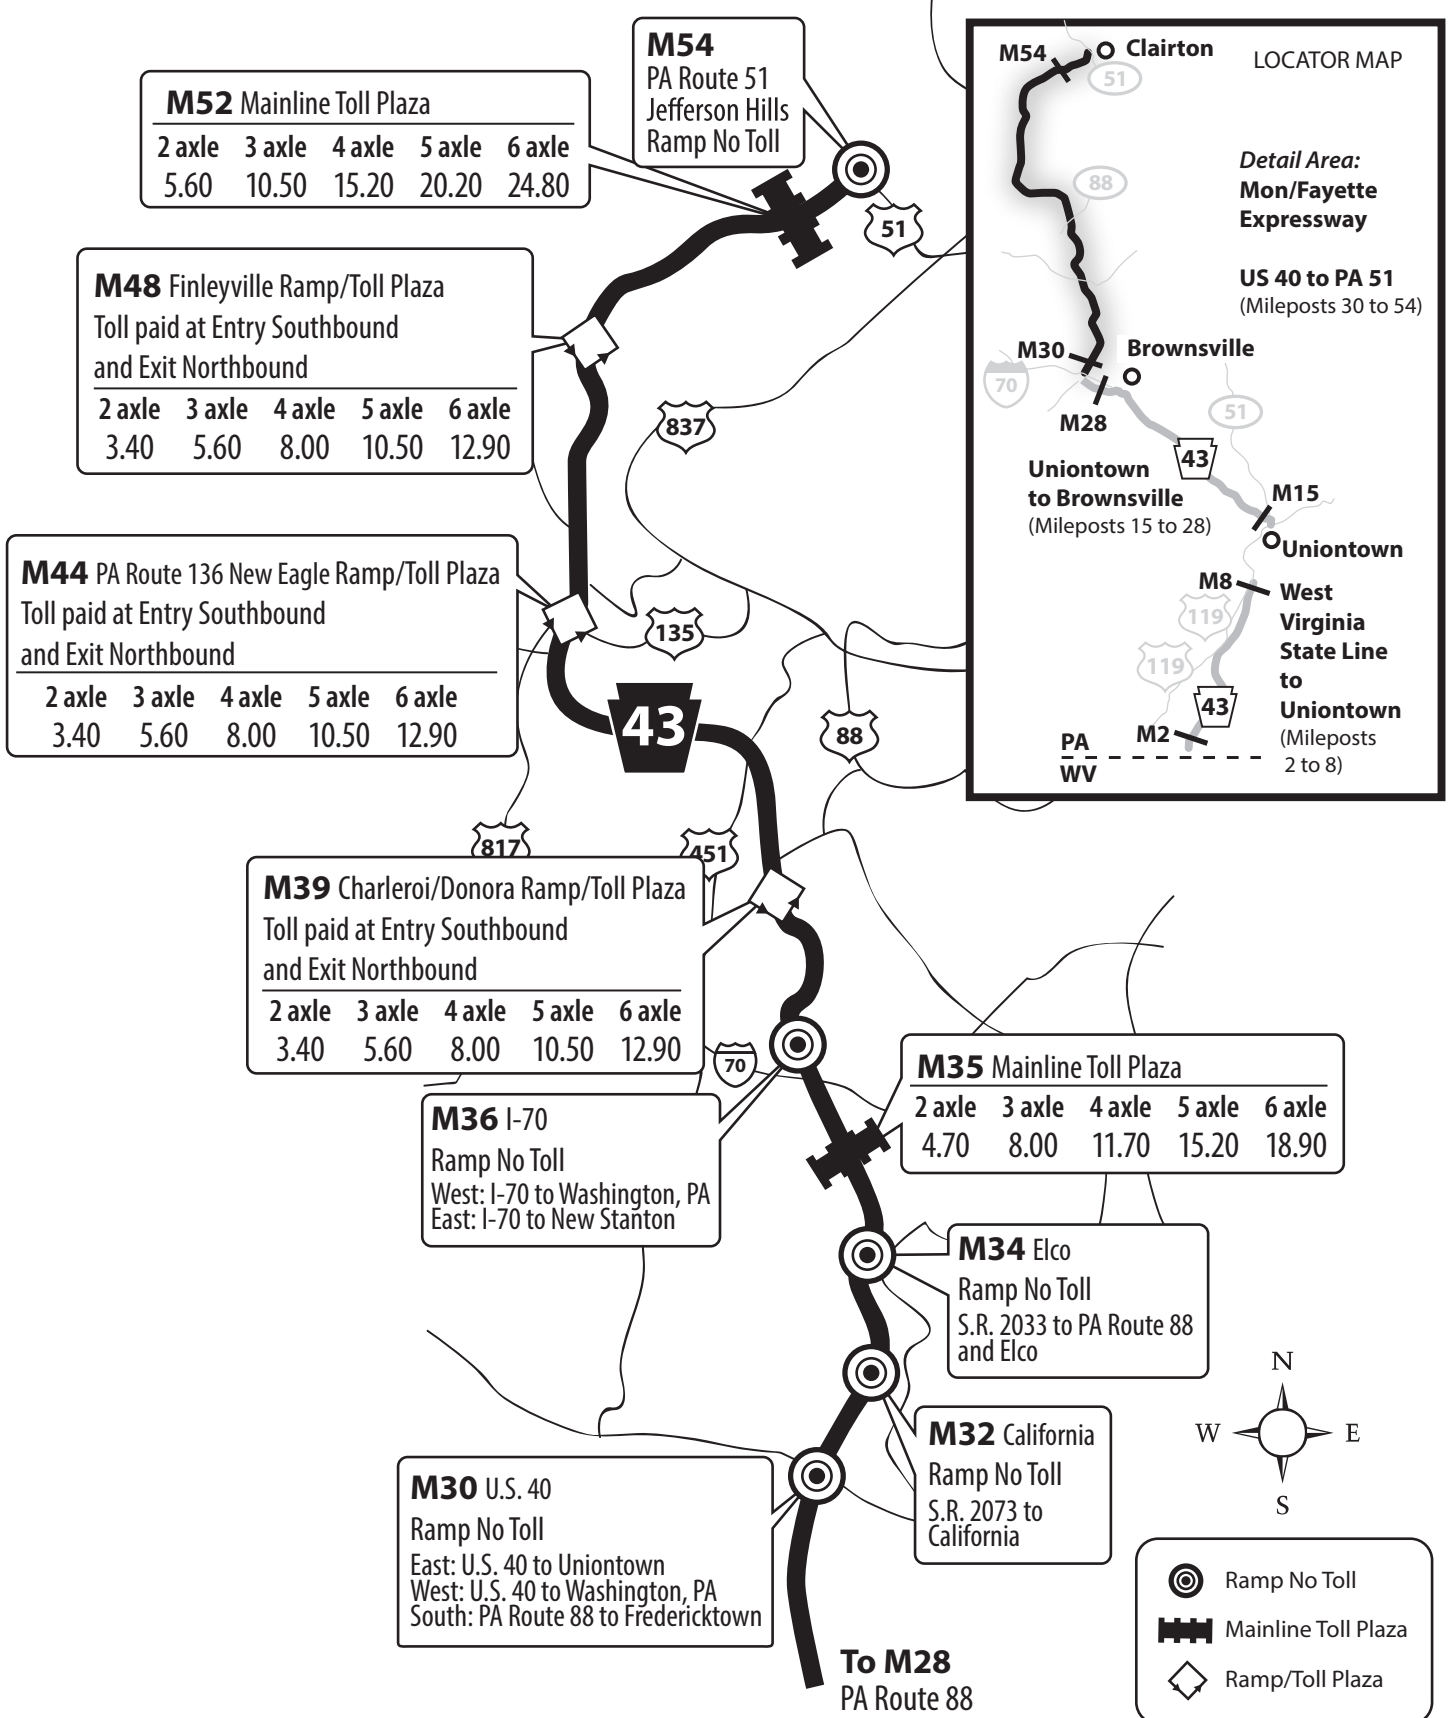 M54
PA Route 51
Jefferson Hills
Ramp No Toll
M52 Mainline Toll Plaza
2 axle 3 axle 4 axle 5 axle 6 axle
5.60 10.50 15.20 20.20 24.80
51
M48 Finleyville Ramp/Toll Plaza
Toll paid at Entry Southbound
and Exit Northbound
2 axle 3 axle 4 axle 5 axle 6 axle
3.40 5.60 8.00 10.50 12.90
837
M44 PA Route 136 New Eagle Ramp/Toll Plaza
Toll paid at Entry Southbound
and Exit Northbound
2 axle 3 axle 4 axle 5 axle 6 axle
3.40 5.60 8.00 10.50 12.90
135
43
88
817
451
M39 Charleroi/Donora Ramp/Toll Plaza
Toll paid at Entry Southbound
and Exit Northbound
2 axle 3 axle 4 axle 5 axle 6 axle
3.40 5.60 8.00 10.50 12.90
70
M35 Mainline Toll Plaza
2 axle 3 axle 4 axle 5 axle 6 axle
4.70 8.00 11.70 15.20 18.90
M36 I-70
Ramp No Toll
West: I-70 to Washington, PA
East: I-70 to New Stanton
M34 Elco
Ramp No Toll
S.R. 2033 to PA Route 88
and Elco
M32 California
Ramp No Toll
S.R. 2073 to
California
M30 U.S. 40
Ramp No Toll
East: U.S. 40 to Uniontown
West: U.S. 40 to Washington, PA
South: PA Route 88 to Fredericktown
To M28
PA Route 88
LOCATOR MAP
M54
Clairton
51
Detail Area:
Mon/Fayette
Expressway
US 40 to PA 51
(Mileposts 30 to 54)
88
M30
Brownsville
70
M28
51
43
Uniontown
to Brownsville
(Mileposts 15 to 28)
M15
Uniontown
M8
119
119
West
Virginia
State Line
to
Uniontown
(Mileposts
2 to 8)
43
M2
PA
WV
N
W E
S
Ramp No Toll
Mainline Toll Plaza
Ramp/Toll Plaza